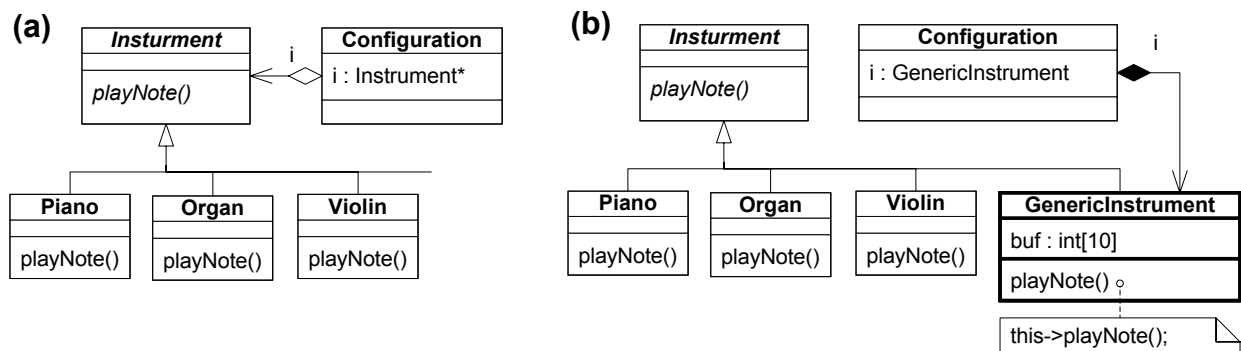 (a)
Insturment
playNote()
i
Configuration
i : Instrument*
Piano
playNote()
Organ
playNote()
Violin
playNote()
(b)
Insturment
playNote()
Configuration
i : GenericInstrument
i
Piano
playNote()
Organ
playNote()
Violin
playNote()
GenericInstrument
buf : int[10]
playNote()
this->playNote();